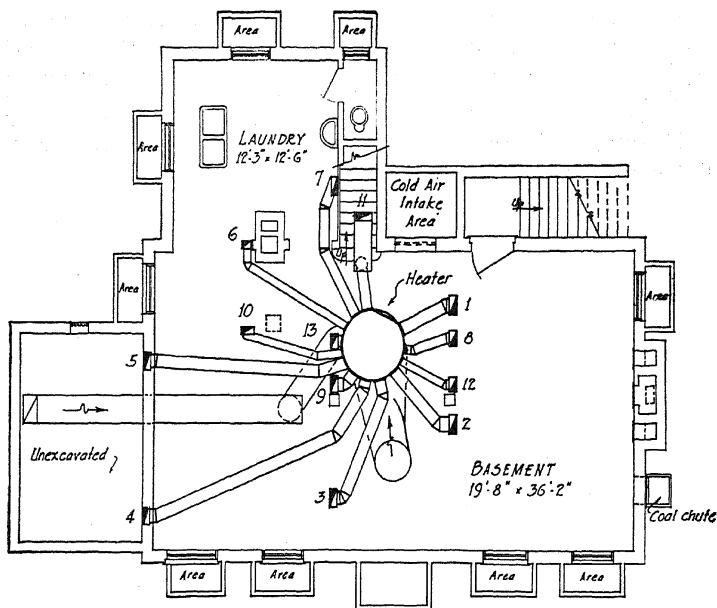 Area
Area
Area
LAUNDRY
12'-3" x 12'-6"
7
11
Cold Air
Intake
Area
Up
Up
6
Heater
Area
Area
1
10
13
8
5
9
12
2
Unexcavated
BASEMENT
19'-8" x 36'-2"
3
4
Coal chute
Area
Area
Area
Area